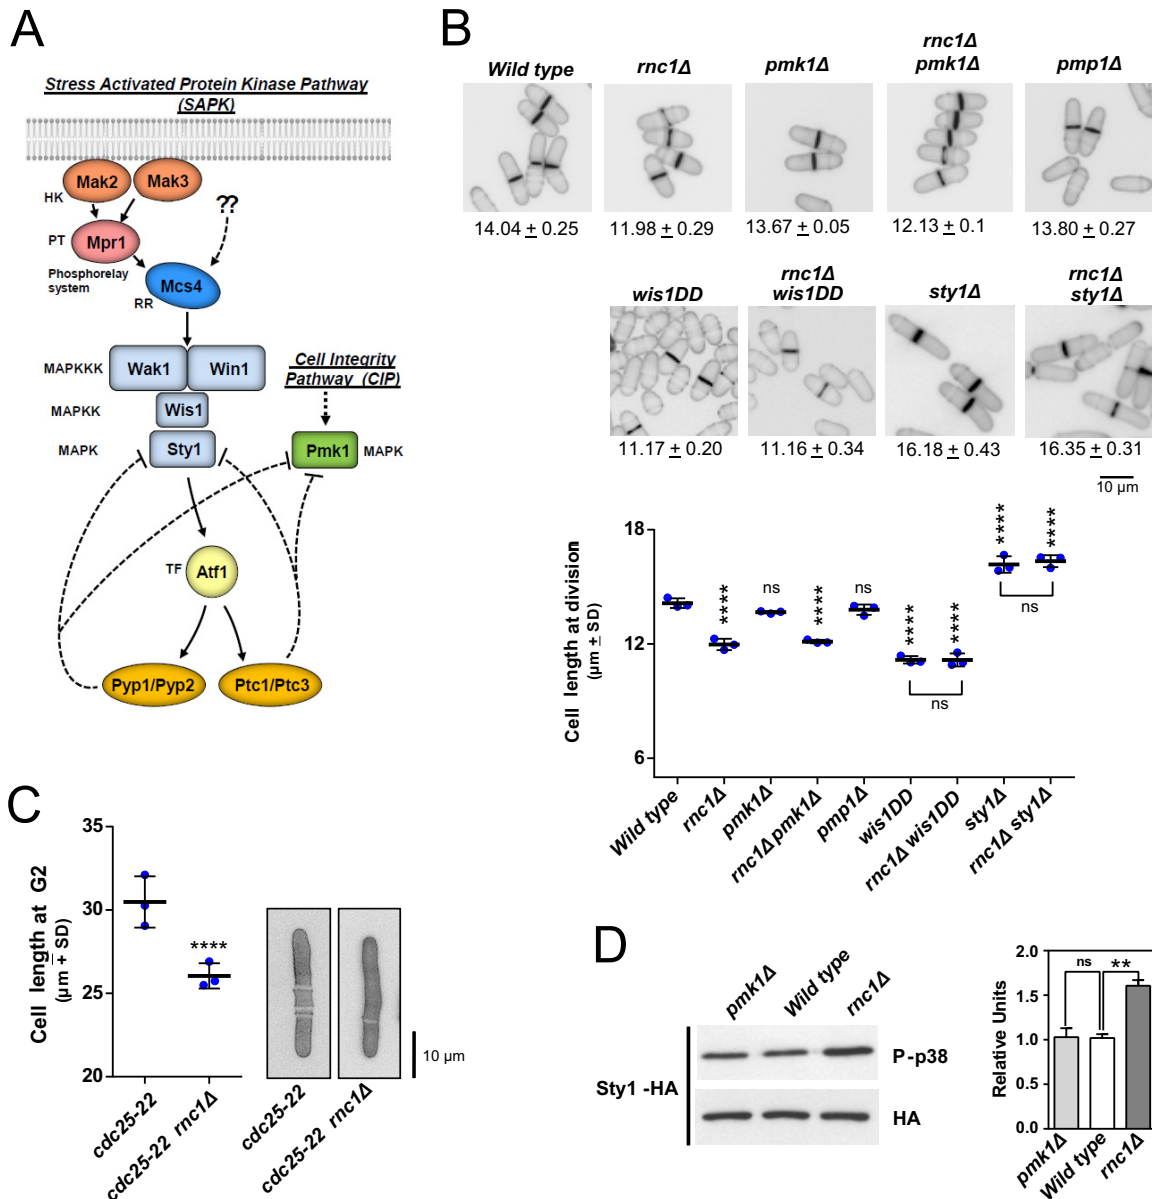 A
Stress Activated Protein Kinase Pathway
(SAPK)
Mak2
Mak3
HK
??
PT
Mpr1
Phosphorelay
system
Mcs4
RR
MAPKKK
Wak1
Win1
Cell Integrity
Pathway (CIP)
MAPKK
Wis1
MAPK
Sty1
Pmk1
MAPK
TF
Atf1
Pyp1/Pyp2
Ptc1/Ptc3
B
Wild type
rnc1Δ
pmk1Δ
rnc1Δ
pmk1Δ
pmp1Δ
14.04 ± 0.25
11.98 ± 0.29
13.67 ± 0.05
12.13 ± 0.1
13.80 ± 0.27
wis1DD
rnc1Δ
wis1DD
sty1Δ
rnc1Δ
sty1Δ
11.17 ± 0.20
11.16 ± 0.34
16.18 ± 0.43
16.35 ± 0.31
10 µm
Cell length at division
(µm ± SD)
18
12
6
****
ns
****
ns
****
****
ns
****
****
ns
Wild type
rnc1Δ
pmk1Δ
rnc1Δ pmk1Δ
pmp1Δ
wis1DD
rnc1Δ wis1DD
sty1Δ
rnc1Δ sty1Δ
C
Cell length at G2
(µm ± SD)
35
30
25
20
****
cdc25-22
cdc25-22 rnc1Δ
cdc25-22
cdc25-22 rnc1Δ
10 µm
D
pmk1Δ
Wild type
rnc1Δ
Sty1 -HA
P-p38
HA
Relative Units
2.0
1.5
1.0
0.5
0.0
ns
**
pmk1Δ
Wild type
rnc1Δ